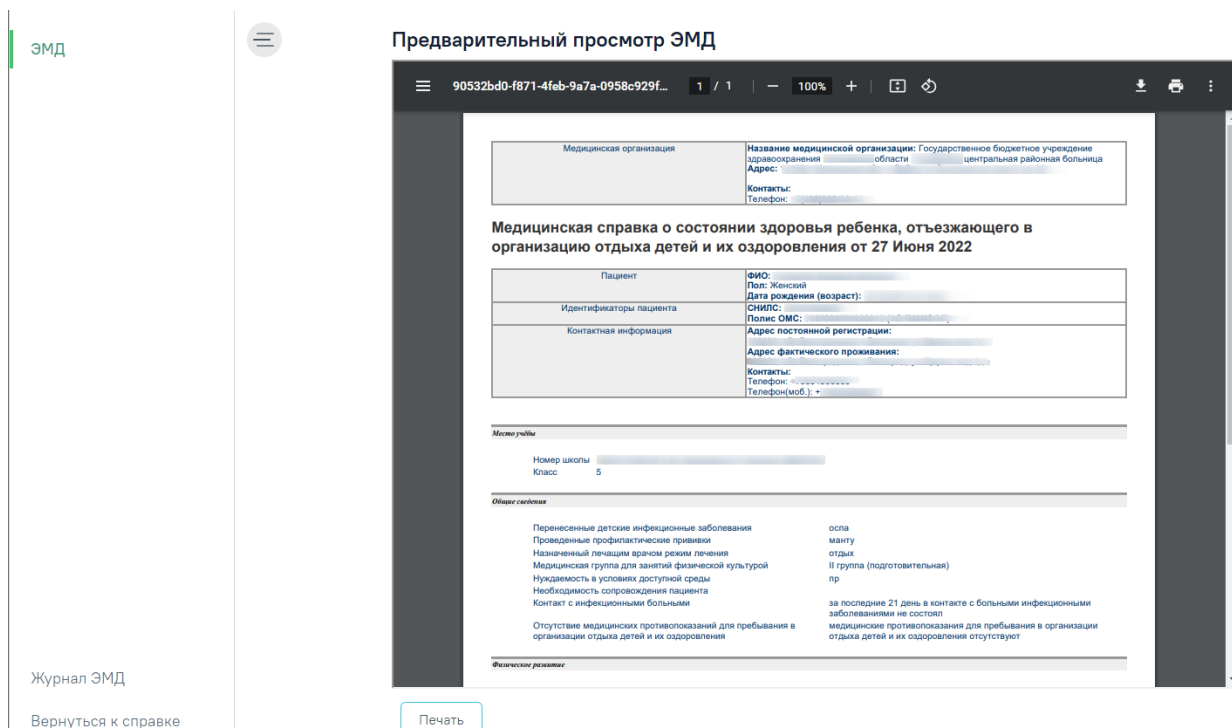 ЭМД
Предварительный просмотр ЭМД
90532bd0-f871-4feb-9a7a-0958c929f... 1 / 1 100%
Медицинская организация
Название медицинской организации: Государственное бюджетное учреждение
здравоохранения области центральная районная больница
Адрес:
Контакты:
Телефон:
Медицинская справка о состоянии здоровья ребенка, отъезжающего в
организацию отдыха детей и их оздоровления от 27 Июня 2022
Пациент
ФИО:
Пол: Женский
Дата рождения (возраст):
Идентификаторы пациента
СНИЛС:
Полис ОМС:
Контактная информация
Адрес постоянной регистрации:
Адрес фактического проживания:
Контакты:
Телефон:
Телефон(моб.): +
Место учёбы
Номер школы
Класс 5
Общие сведения
Перенесенные детские инфекционные заболевания оспа
Проведенные профилактические прививки манту
Назначенный лечащим врачом режим лечения отдых
Медицинская группа для занятий физической культурой II группа (подготовительная)
Нуждаемость в условиях доступной среды пр
Необходимость сопровождения пациента
Контакт с инфекционными больными за последние 21 день в контакте с больными инфекционными
заболеваниями не состоял
Отсутствие медицинских противопоказаний для пребывания в медицинские противопоказания для пребывания в организации
организации отдыха детей и их оздоровления отдыха детей и их оздоровления отсутствуют
Физическое развитие
Журнал ЭМД
Вернуться к справке
Печать